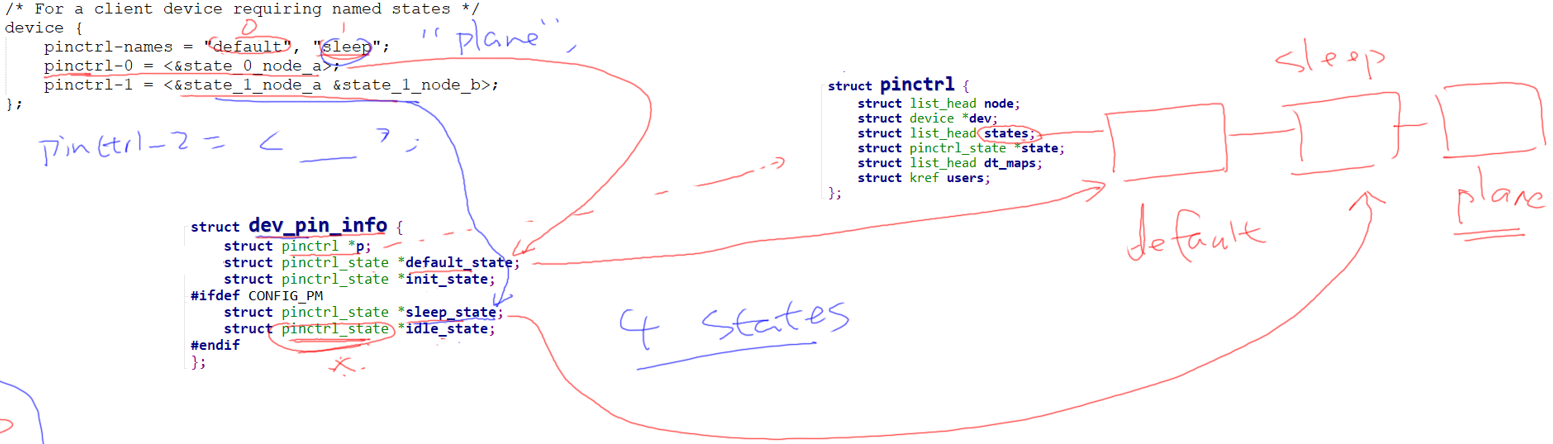 /* For a client device requiring named states */
device {
0 1
pinctrl-names = "default", "sleep"; "plane",
pinctrl-0 = <&state_0_node_a>;
pinctrl-1 = <&state_1_node_a &state_1_node_b>;
};
pinctrl-2 = < ___ >;
struct pinctrl {
struct list_head node;
struct device *dev;
struct list_head states;
struct pinctrl_state *state;
struct list_head dt_maps;
struct kref users;
};
sleep
default
plane
struct dev_pin_info {
struct pinctrl *p;
struct pinctrl_state *default_state;
struct pinctrl_state *init_state;
#ifdef CONFIG_PM
struct pinctrl_state *sleep_state;
struct pinctrl_state *idle_state;
#endif
};
4 states